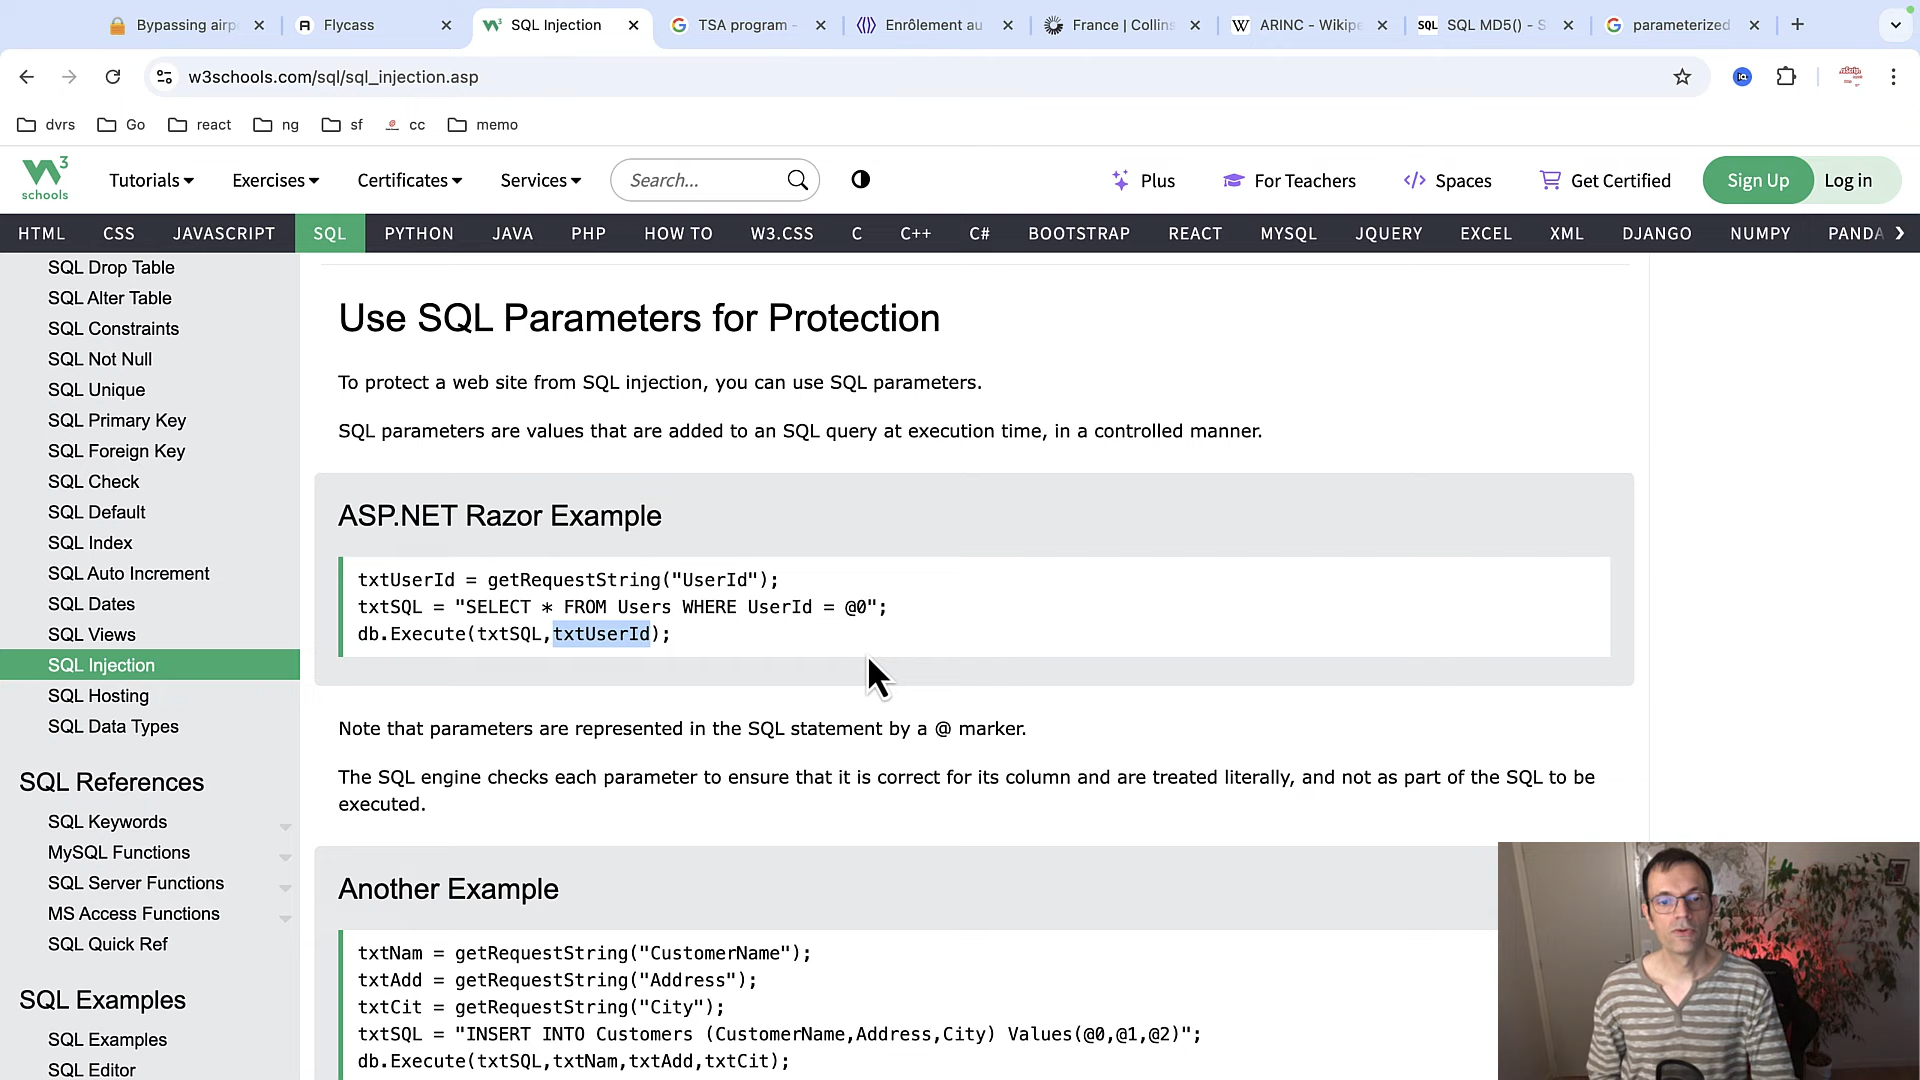 Bypassing airp
Flycass
SQL Injection
TSA program -
Enrôlement au
France | Collins
ARINC - Wikipe
SQL MD5() - S
parameterized
w3schools.com/sql/sql_injection.asp
dvrs
Go
react
ng
sf
cc
memo
schools
Tutorials
Exercises
Certificates
Services
Search...
Plus
For Teachers
Spaces
Get Certified
Sign Up
Log in
HTML
CSS
JAVASCRIPT
SQL
PYTHON
JAVA
PHP
HOW TO
W3.CSS
C
C++
C#
BOOTSTRAP
REACT
MYSQL
JQUERY
EXCEL
XML
DJANGO
NUMPY
PANDA
SQL Drop Table
SQL Alter Table
SQL Constraints
SQL Not Null
SQL Unique
SQL Primary Key
SQL Foreign Key
SQL Check
SQL Default
SQL Index
SQL Auto Increment
SQL Dates
SQL Views
SQL Injection
SQL Hosting
SQL Data Types
SQL References
SQL Keywords
MySQL Functions
SQL Server Functions
MS Access Functions
SQL Quick Ref
SQL Examples
SQL Examples
SQL Editor
Use SQL Parameters for Protection
To protect a web site from SQL injection, you can use SQL parameters.
SQL parameters are values that are added to an SQL query at execution time, in a controlled manner.
ASP.NET Razor Example
txtUserId = getRequestString("UserId");
txtSQL = "SELECT * FROM Users WHERE UserId = @0";
db.Execute(txtSQL,txtUserId);
Note that parameters are represented in the SQL statement by a @ marker.
The SQL engine checks each parameter to ensure that it is correct for its column and are treated literally, and not as part of the SQL to be
executed.
Another Example
txtNam = getRequestString("CustomerName");
txtAdd = getRequestString("Address");
txtCit = getRequestString("City");
txtSQL = "INSERT INTO Customers (CustomerName,Address,City) Values(@0,@1,@2)";
db.Execute(txtSQL,txtNam,txtAdd,txtCit);